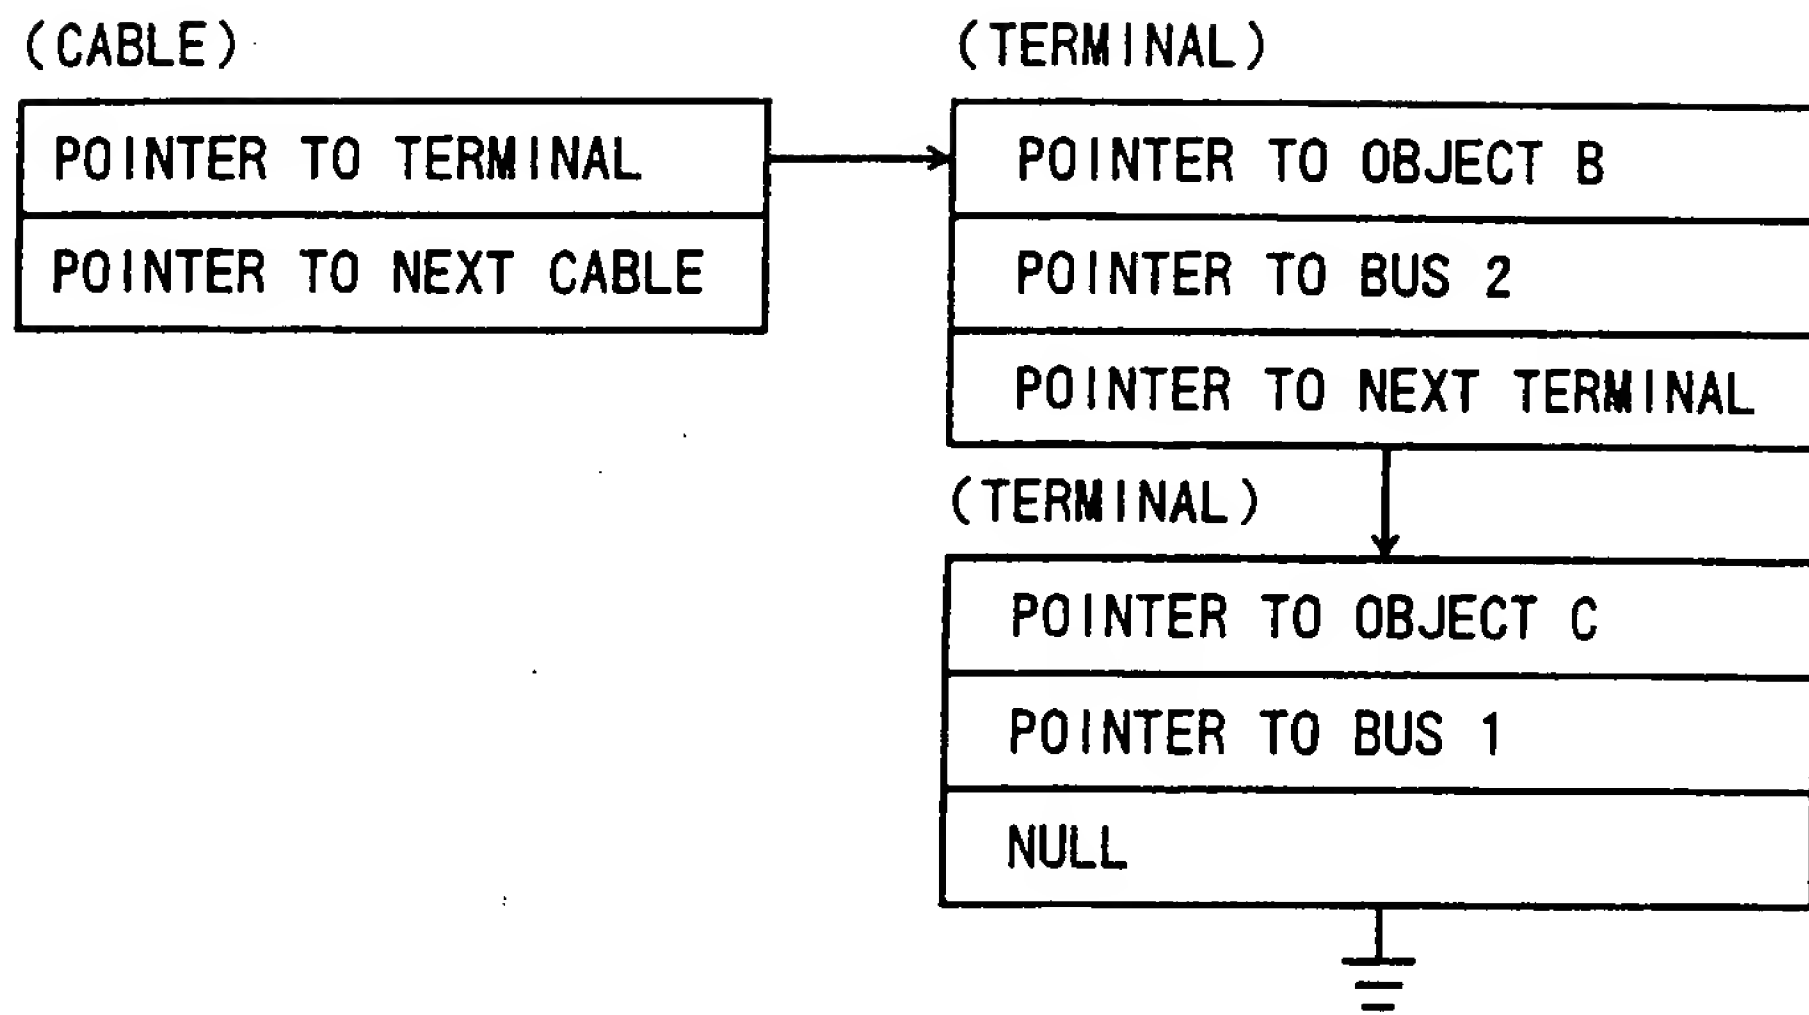 (CABLE)
POINTER TO TERMINAL
POINTER TO NEXT CABLE
(TERMINAL)
POINTER TO OBJECT B
POINTER TO BUS 2
POINTER TO NEXT TERMINAL
(TERMINAL)
POINTER TO OBJECT C
POINTER TO BUS 1
NULL